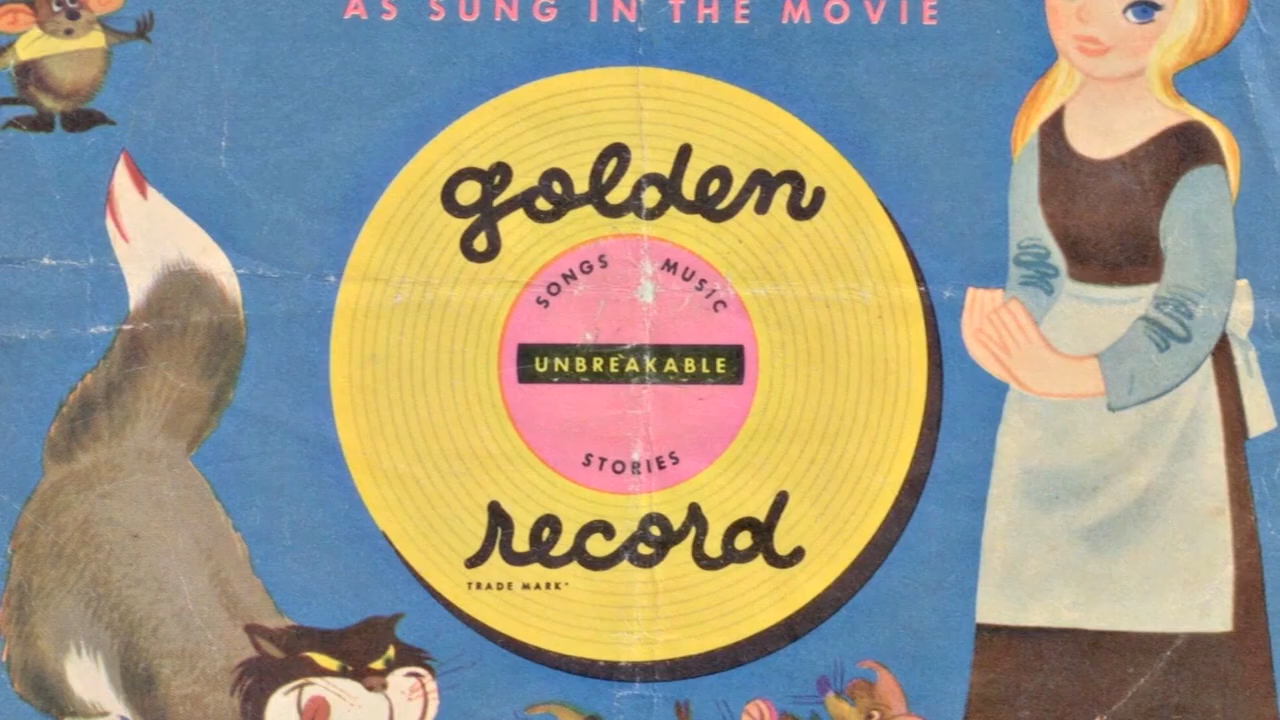 AS SUNG IN THE MOVIE
golden
SONGS MUSIC
UNBREAKABLE
STORIES
record
TRADE MARK